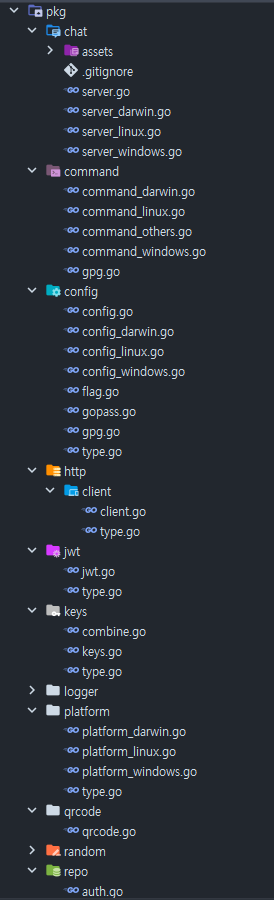 pkg
chat
assets
.gitignore
server.go
server_darwin.go
server_linux.go
server_windows.go
command
command_darwin.go
command_linux.go
command_others.go
command_windows.go
gpg.go
config
config.go
config_darwin.go
config_linux.go
config_windows.go
flag.go
gopass.go
gpg.go
type.go
http
client
client.go
type.go
jwt
jwt.go
type.go
keys
combine.go
keys.go
type.go
logger
platform
platform_darwin.go
platform_linux.go
platform_windows.go
type.go
qrcode
qrcode.go
random
repo
auth.go